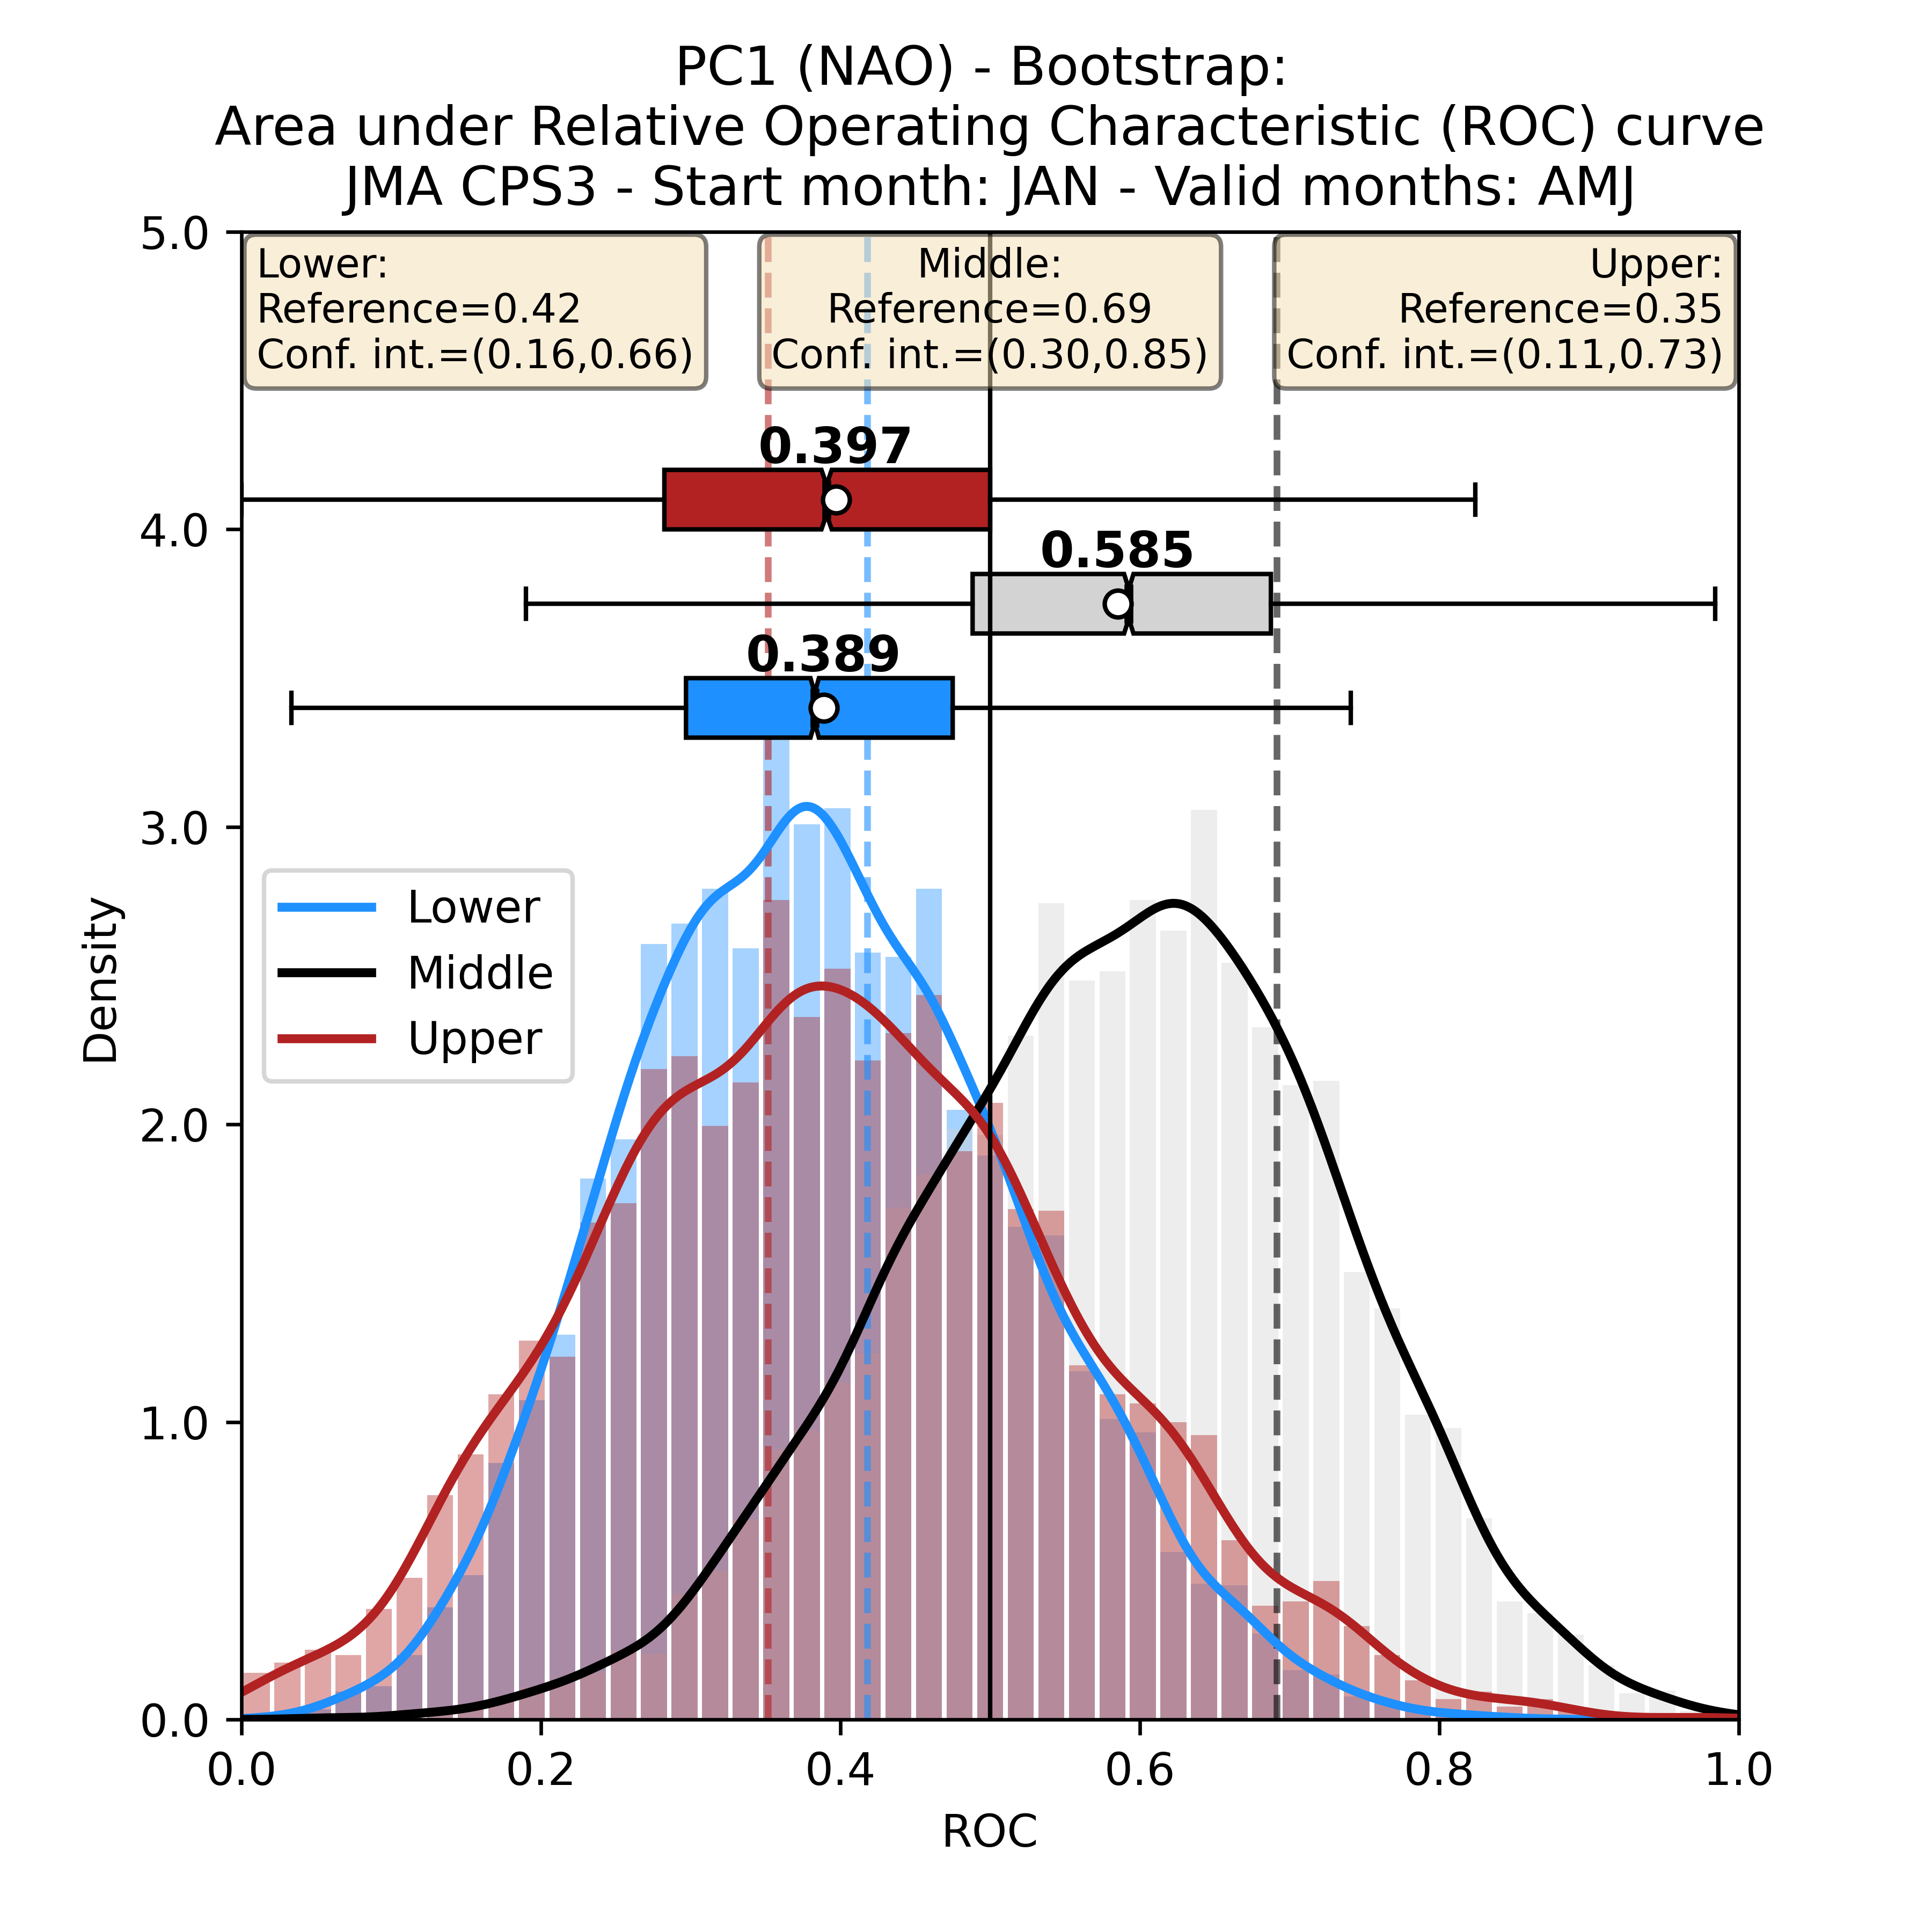 PC1 (NAO) - Bootstrap:
Area under Relative Operating Characteristic (ROC) curve
JMA CPS3 - Start month: JAN - Valid months: AMJ
Lower:
Reference=0.42
Conf. int.=(0.16,0.66)
Middle:
Reference=0.69
Conf. int.=(0.30,0.85)
Upper:
Reference=0.35
Conf. int.=(0.11,0.73)
0.397
0.585
0.389
Lower
Middle
Upper
Density
5.0
4.0
3.0
2.0
1.0
0.0
0.0
0.2
0.4
0.6
0.8
1.0
ROC